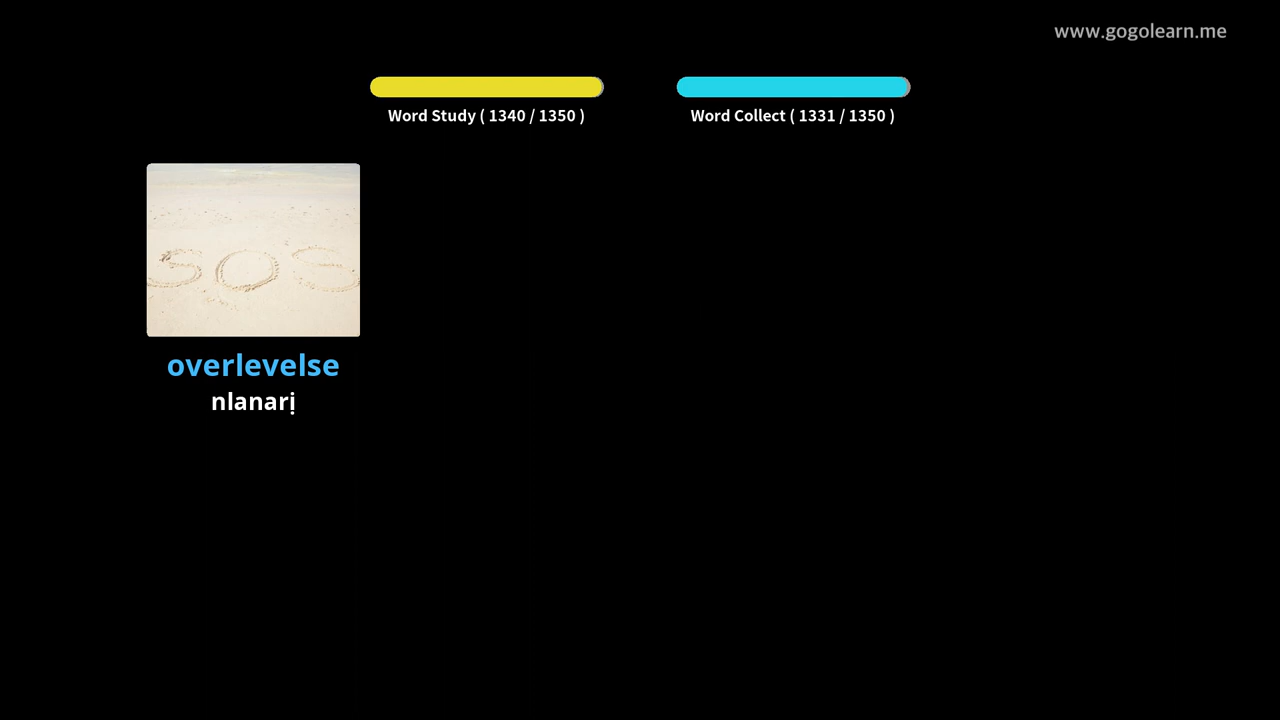 www.gogolearn.me
Word Study ( 1340 / 1350 )
Word Collect ( 1331 / 1350 )
SOS
overlevelse
nlanarị